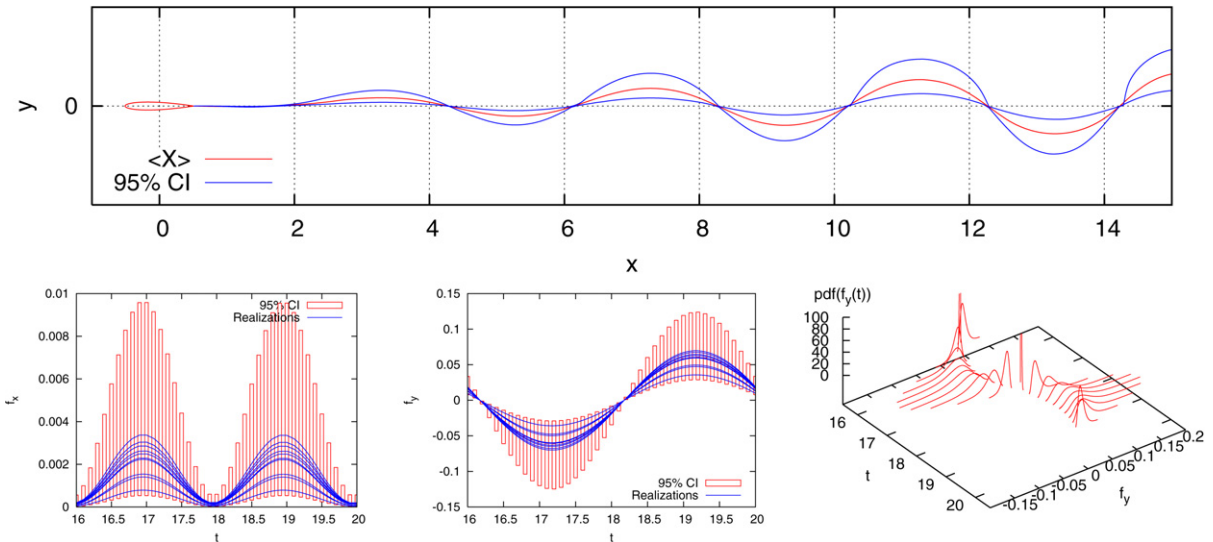 y
0
<X>
95% CI
0 2 4 6 8 10 12 14
x
0.01
0.008
0.006
0.004
0.002
0
f_x
95% CI
Realizations
16 16.5 17 17.5 18 18.5 19 19.5 20
t
0.15
0.1
0.05
0
-0.05
-0.1
-0.15
f_y
95% CI
Realizations
16 16.5 17 17.5 18 18.5 19 19.5 20
t
pdf(f_y(t))
100
80
60
40
20
0
16
17
18
19
20
t
-0.15
-0.1
-0.05
0
0.05
0.1
0.15
0.2
f_y